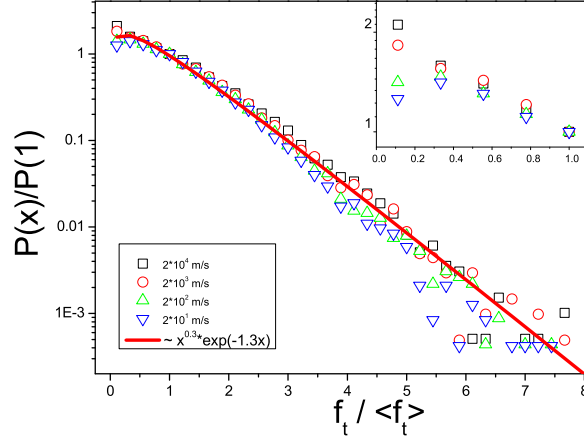 P(x)/P(1)
1
0.1
0.01
1E-3
0
1
2
3
4
5
6
7
8
f_t / <f_t>
2*10^4 m/s
2*10^3 m/s
2*10^2 m/s
2*10^1 m/s
~ x^0.3*exp(-1.3x)
2
1
0.0
0.2
0.4
0.6
0.8
1.0